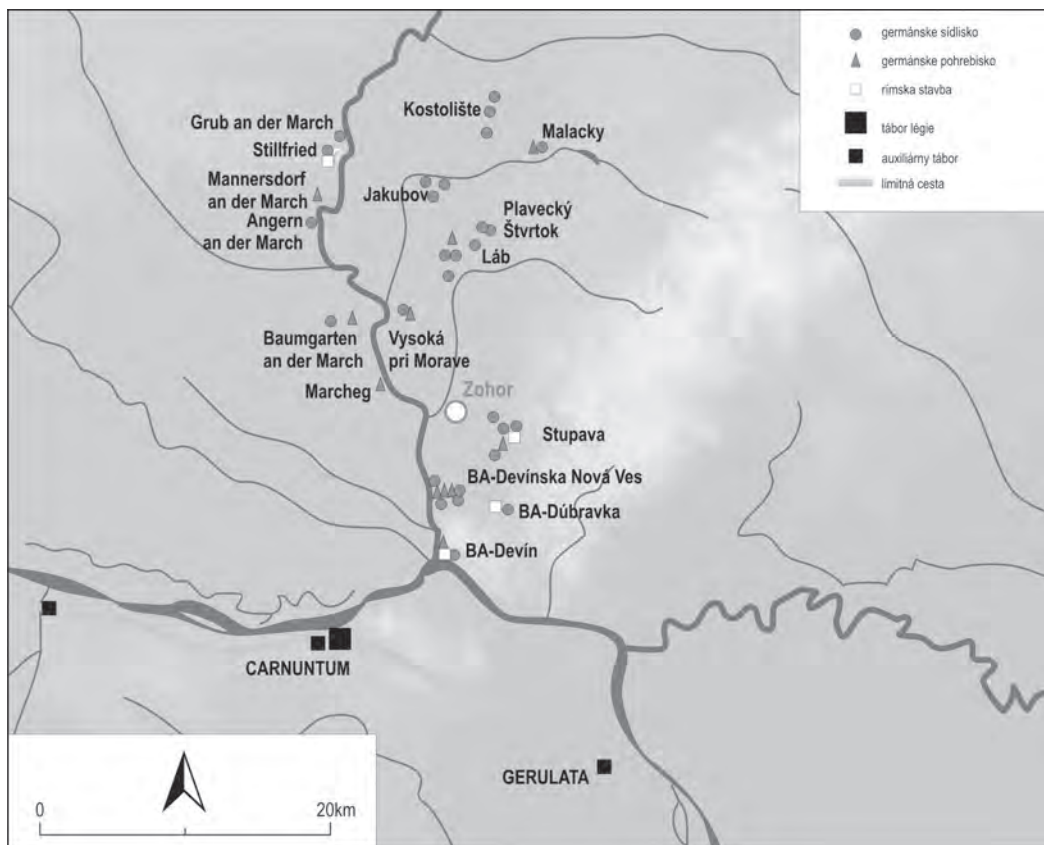 germánske sídlisko
germánske pohrebisko
rímska stavba
tábor légie
auxiliárny tábor
límitná cesta
Kostolište
Grub an der March
Malacky
Stillfried
Mannersdorf
an der March
Jakubov
Plavecký
Štvrtok
Angern
an der March
Láb
Baumgarten
an der March
Vysoká
pri Morave
Marcheg
Zohor
Stupava
BA-Devínska Nová Ves
BA-Dúbravka
BA-Devín
CARNUNTUM
GERULATA
0
20km